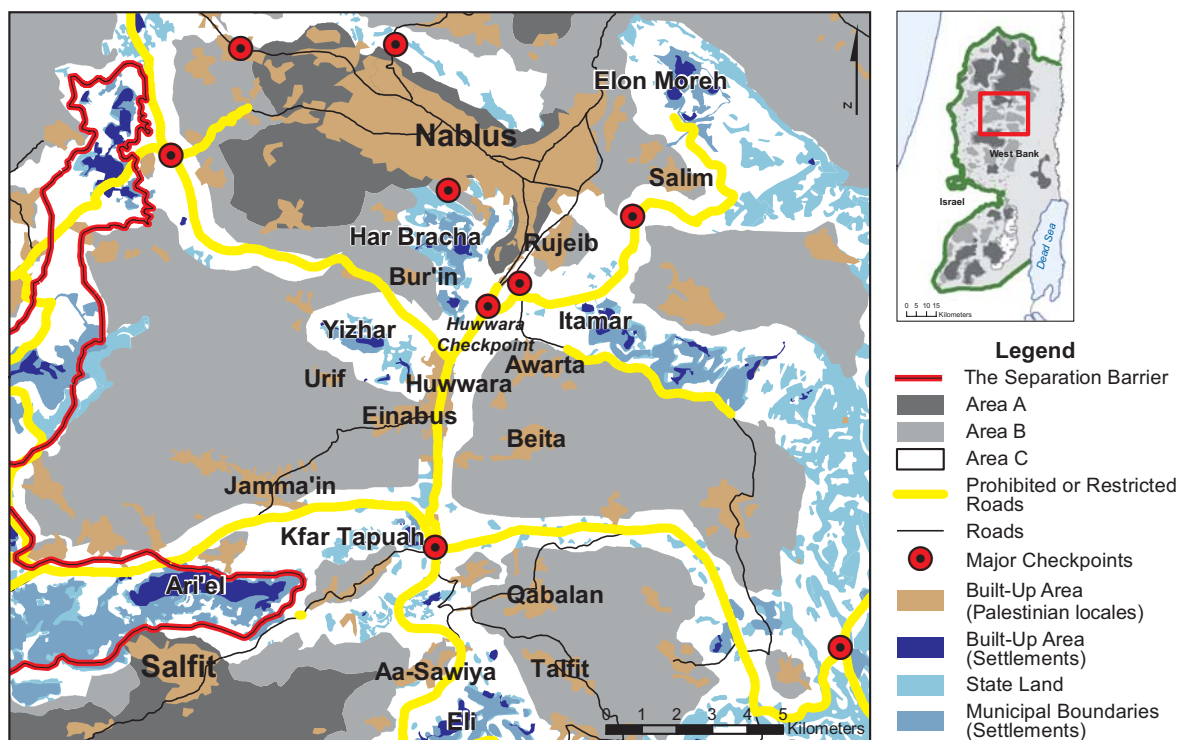 Elon Moreh
Nablus
Salim
Har Bracha
Rujeib
Bur'in
Itamar
Huwwara
Checkpoint
Yizhar
Awarta
Urif
Huwwara
Einabus
Beita
Jamma'in
Kfar Tapuah
Ari'el
Qabalan
Salfit
Aa-Sawiya
Talfit
Eli
0 1 2 3 4 5
Kilometers
N
West Bank
Israel
Dead Sea
0 5 10 15
Kilometers
Legend
The Separation Barrier
Area A
Area B
Area C
Prohibited or Restricted
Roads
Roads
Major Checkpoints
Built-Up Area
(Palestinian locales)
Built-Up Area
(Settlements)
State Land
Municipal Boundaries
(Settlements)